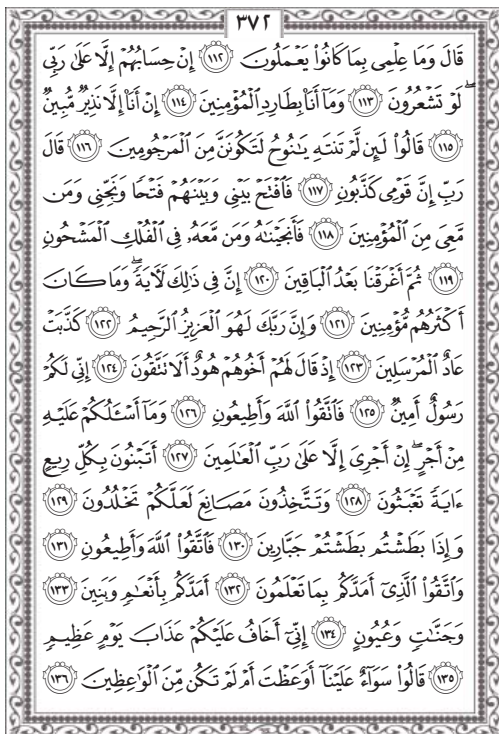 ٣٧٢
قَالَ وَمَا عِلْمِى بِمَا كَانُوا۟ يَعْمَلُونَ ﴿١١٢﴾ إِنْ حِسَابُهُمْ إِلَّا عَلَىٰ رَبِّى
لَوْ تَشْعُرُونَ ﴿١١٣﴾ وَمَآ أَنَا۠ بِطَارِدِ ٱلْمُؤْمِنِينَ ﴿١١٤﴾ إِنْ أَنَا۠ إِلَّا نَذِيرٌ مُّبِينٌ
﴿١١٥﴾ قَالُوا۟ لَئِن لَّمْ تَنتَهِ يَٰنُوحُ لَتَكُونَنَّ مِنَ ٱلْمَرْجُومِينَ ﴿١١٦﴾ قَالَ
رَبِّ إِنَّ قَوْمِى كَذَّبُونِ ﴿١١٧﴾ فَٱفْتَحْ بَيْنِى وَبَيْنَهُمْ فَتْحًا وَنَجِّنِى وَمَن
مَّعِىَ مِنَ ٱلْمُؤْمِنِينَ ﴿١١٨﴾ فَأَنجَيْنَٰهُ وَمَن مَّعَهُۥ فِى ٱلْفُلْكِ ٱلْمَشْحُونِ
﴿١١٩﴾ ثُمَّ أَغْرَقْنَا بَعْدُ ٱلْبَاقِينَ ﴿١٢٠﴾ إِنَّ فِى ذَٰلِكَ لَءَايَةً ۖ وَمَا كَانَ
أَكْثَرُهُم مُّؤْمِنِينَ ﴿١٢١﴾ وَإِنَّ رَبَّكَ لَهُوَ ٱلْعَزِيزُ ٱلرَّحِيمُ ﴿١٢٢﴾ كَذَّبَتْ
عَادٌ ٱلْمُرْسَلِينَ ﴿١٢٣﴾ إِذْ قَالَ لَهُمْ أَخُوهُمْ هُودٌ أَلَا تَتَّقُونَ ﴿١٢٤﴾ إِنِّى لَكُمْ
رَسُولٌ أَمِينٌ ﴿١٢٥﴾ فَٱتَّقُوا۟ ٱللَّهَ وَأَطِيعُونِ ﴿١٢٦﴾ وَمَآ أَسْـَٔلُكُمْ عَلَيْهِ
مِنْ أَجْرٍ ۖ إِنْ أَجْرِىَ إِلَّا عَلَىٰ رَبِّ ٱلْعَٰلَمِينَ ﴿١٢٧﴾ أَتَبْنُونَ بِكُلِّ رِيعٍ
ءَايَةً تَعْبَثُونَ ﴿١٢٨﴾ وَتَتَّخِذُونَ مَصَانِعَ لَعَلَّكُمْ تَخْلُدُونَ ﴿١٢٩﴾
وَإِذَا بَطَشْتُم بَطَشْتُمْ جَبَّارِينَ ﴿١٣٠﴾ فَٱتَّقُوا۟ ٱللَّهَ وَأَطِيعُونِ ﴿١٣١﴾
وَٱتَّقُوا۟ ٱلَّذِىٓ أَمَدَّكُم بِمَا تَعْلَمُونَ ﴿١٣٢﴾ أَمَدَّكُم بِأَنْعَٰمٍ وَبَنِينَ ﴿١٣٣﴾
وَجَنَّٰتٍ وَعُيُونٍ ﴿١٣٤﴾ إِنِّىٓ أَخَافُ عَلَيْكُمْ عَذَابَ يَوْمٍ عَظِيمٍ
﴿١٣٥﴾ قَالُوا۟ سَوَآءٌ عَلَيْنَآ أَوَعَظْتَ أَمْ لَمْ تَكُن مِّنَ ٱلْوَٰعِظِينَ ﴿١٣٦﴾